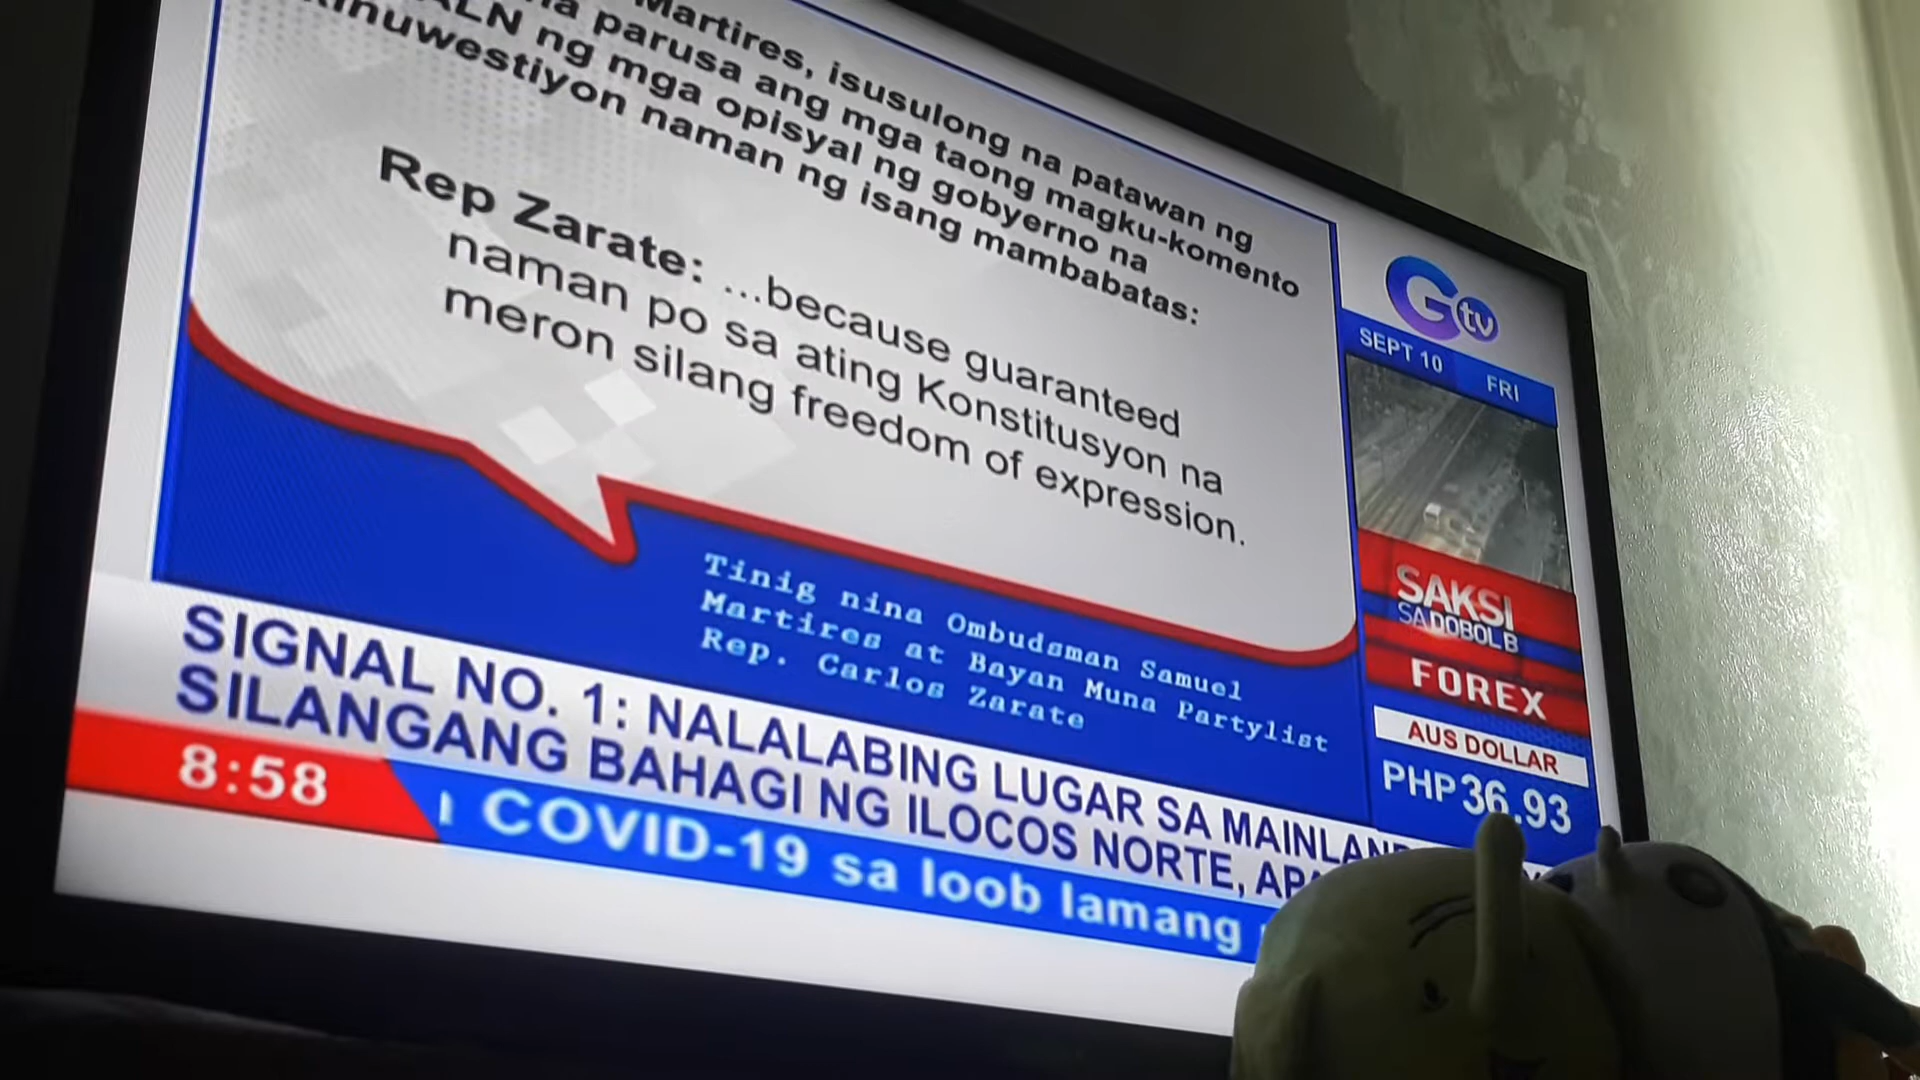 Martires, isusulong na patawan ng
na parusa ang mga taong magku-komento
ng mga opisyal ng gobyerno na
naman ng isang mambabatas:
Rep Zarate: ...because guaranteed
naman po sa ating Konstitusyon na
meron silang freedom of expression.
Tinig nina Ombudsman Samuel
Martires at Bayan Muna Partylist
Rep. Carlos Zarate
Gtv
SEPT 10 FRI
SAKSI
SA DOBOL B
FOREX
AUS DOLLAR
PHP 36.93
SIGNAL NO. 1: NALALABING LUGAR SA
SILANGANG BAHAGI NG ILOCOS NORTE,
8:58
COVID-19 sa loob lamang